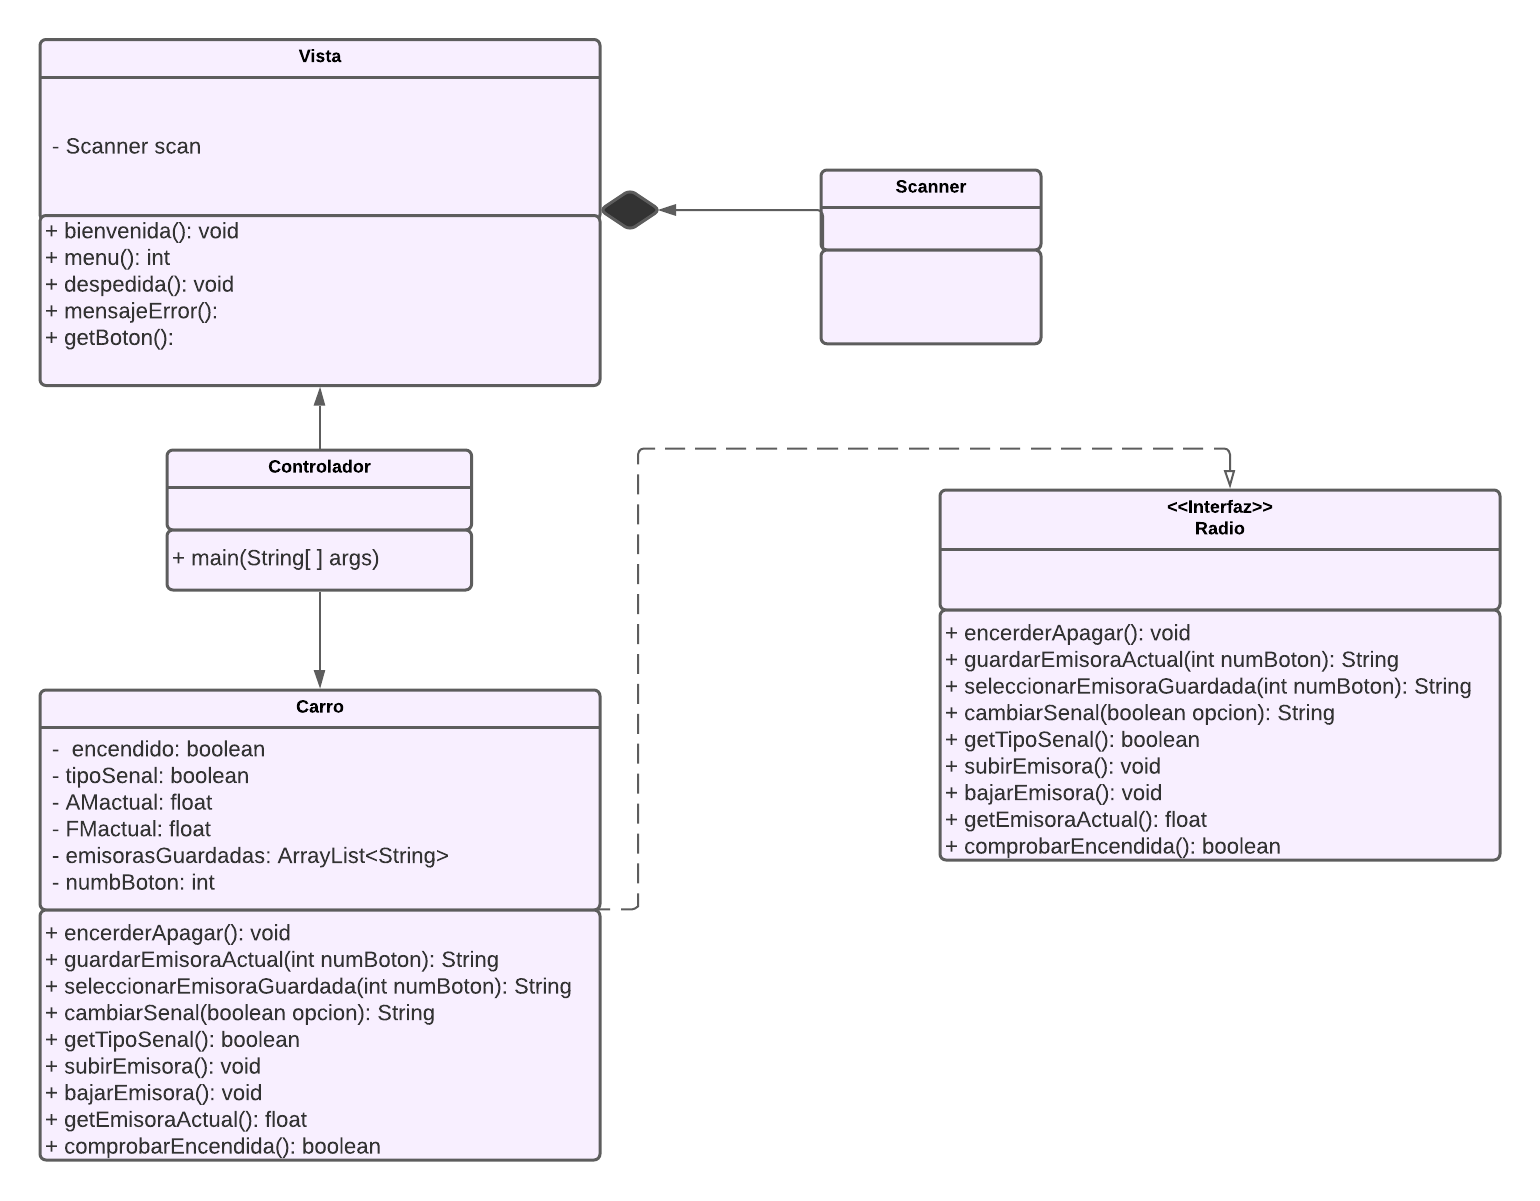 Vista
- Scanner scan
+ bienvenida(): void
+ menu(): int
+ despedida(): void
+ mensajeError():
+ getBoton():
Scanner
Controlador
+ main(String[ ] args)
<<Interfaz>>
Radio
+ encerderApagar(): void
+ guardarEmisoraActual(int numBoton): String
+ seleccionarEmisoraGuardada(int numBoton): String
+ cambiarSenal(boolean opcion): String
+ getTipoSenal(): boolean
+ subirEmisora(): void
+ bajarEmisora(): void
+ getEmisoraActual(): float
+ comprobarEncendida(): boolean
Carro
- encendido: boolean
- tipoSenal: boolean
- AMactual: float
- FMactual: float
- emisorasGuardadas: ArrayList<String>
- numbBoton: int
+ encerderApagar(): void
+ guardarEmisoraActual(int numBoton): String
+ seleccionarEmisoraGuardada(int numBoton): String
+ cambiarSenal(boolean opcion): String
+ getTipoSenal(): boolean
+ subirEmisora(): void
+ bajarEmisora(): void
+ getEmisoraActual(): float
+ comprobarEncendida(): boolean